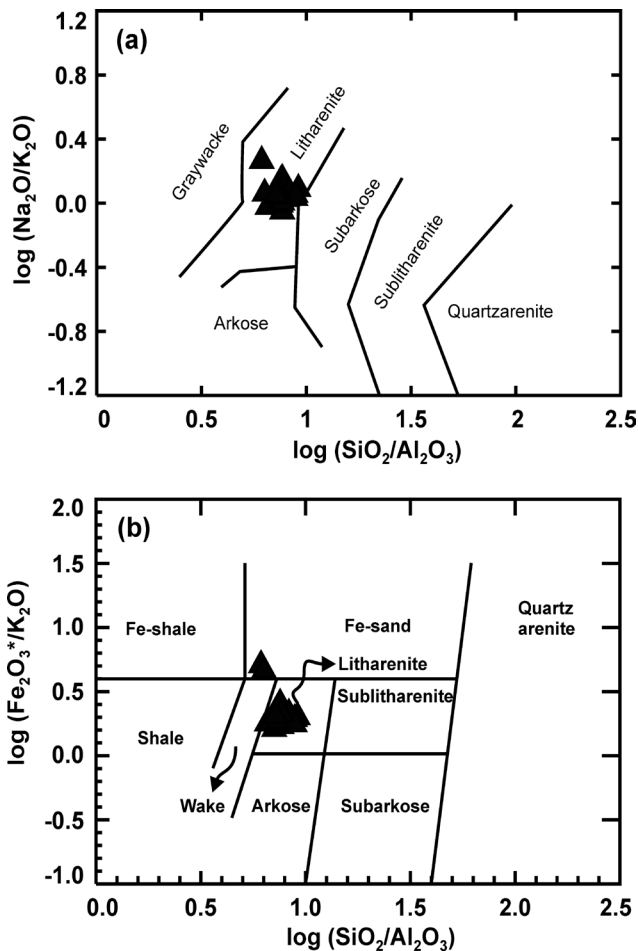 (a)
log (Na₂O/K₂O)
1.2
0.8
0.4
0.0
-0.4
-0.8
-1.2
Graywacke
Litharenite
Subarkose
Sublitharenite
Quartzarenite
Arkose
0
0.5
1
1.5
2
2.5
log (SiO₂/Al₂O₃)
(b)
log (Fe₂O₃*/K₂O)
2.0
1.5
1.0
0.5
0.0
-0.5
-1.0
Fe-shale
Fe-sand
Quartz
arenite
Litharenite
Sublitharenite
Shale
Wake
Arkose
Subarkose
0.0
0.5
1.0
1.5
2.0
2.5
log (SiO₂/Al₂O₃)